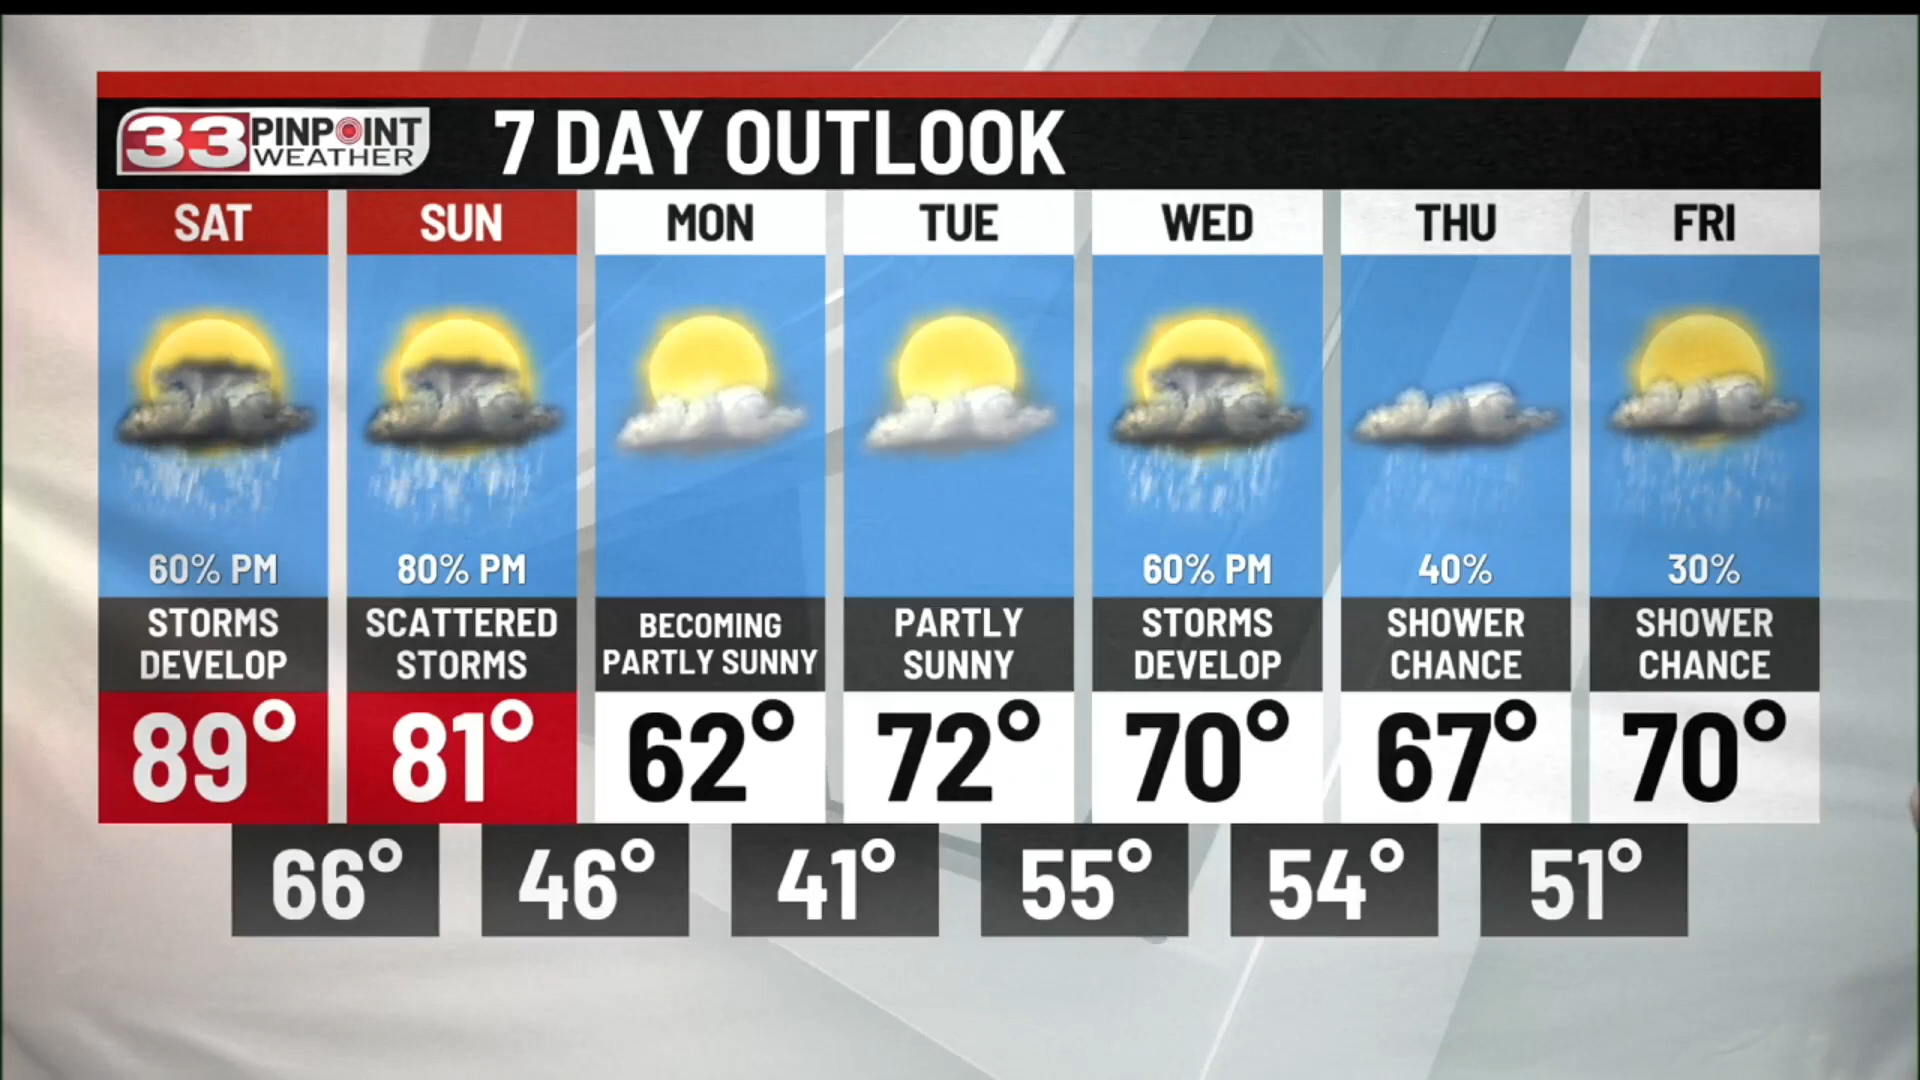 33 PINPOINT WEATHER
7 DAY OUTLOOK
SAT SUN MON TUE WED THU FRI
60% PM 80% PM 60% PM 40% 30%
STORMS DEVELOP
SCATTERED STORMS
BECOMING PARTLY SUNNY
PARTLY SUNNY
STORMS DEVELOP
SHOWER CHANCE
SHOWER CHANCE
89° 81° 62° 72° 70° 67° 70°
66° 46° 41° 55° 54° 51°